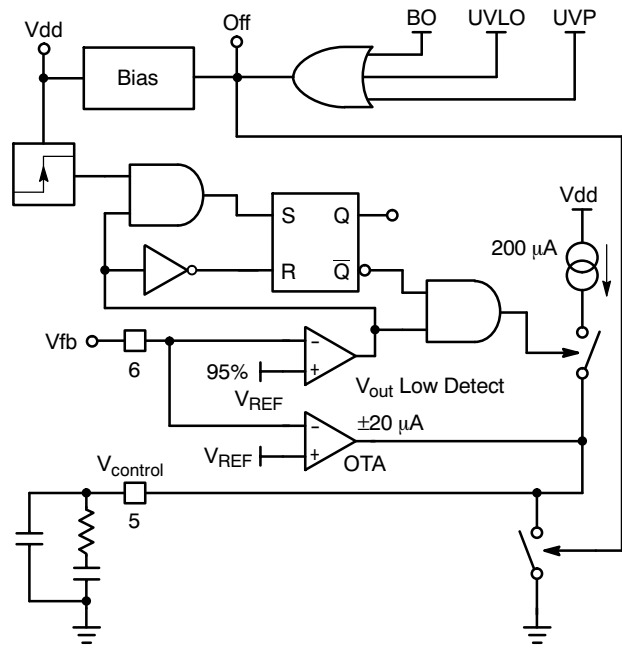 Vdd
Off
BO
UVLO
UVP
Bias
S
Q
R
Q̅
Vdd
200 µA
Vfb
6
95%
VREF
Vout Low Detect
±20 µA
VREF
OTA
Vcontrol
5